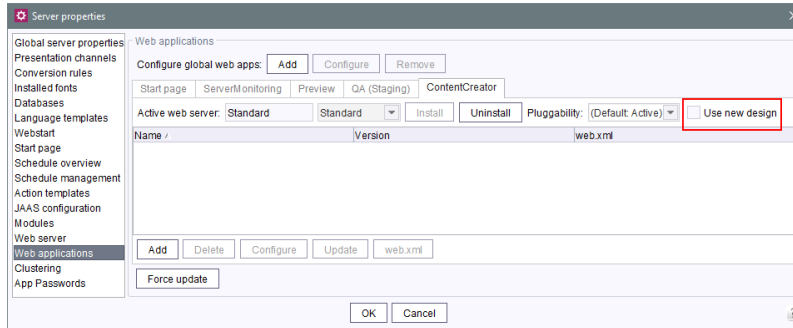 Server properties
Global server properties
Presentation channels
Conversion rules
Installed fonts
Databases
Language templates
Webstart
Start page
Schedule overview
Schedule management
Action templates
JAAS configuration
Modules
Web server
Web applications
Clustering
App Passwords
Web applications
Configure global web apps: Add Configure Remove
Start page ServerMonitoring Preview QA (Staging) ContentCreator
Active web server: Standard Standard Install Uninstall Pluggability: (Default: Active) Use new design
Name Version web.xml
Add Delete Configure Update web.xml
Force update
OK Cancel